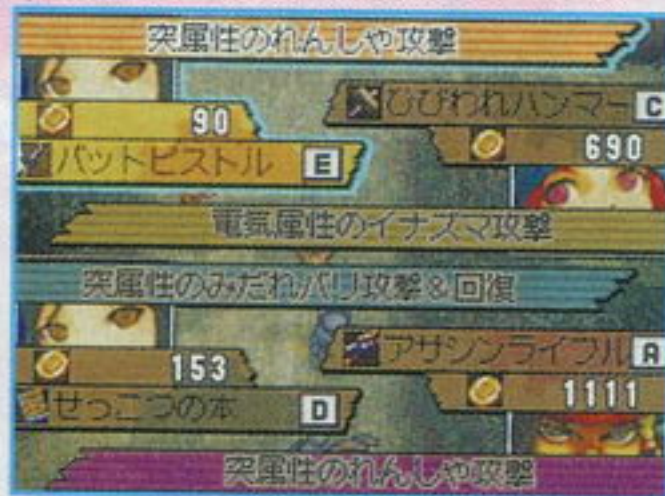 突属性のれんしゃ攻撃
90
バットピストル E
ひびわれハンマー C
690
電気属性のイナズマ攻撃
突属性のみだれバリ攻撃&回復
153
せっこつの本 D
アサシンライフル A
1111
突属性のれんしゃ攻撃